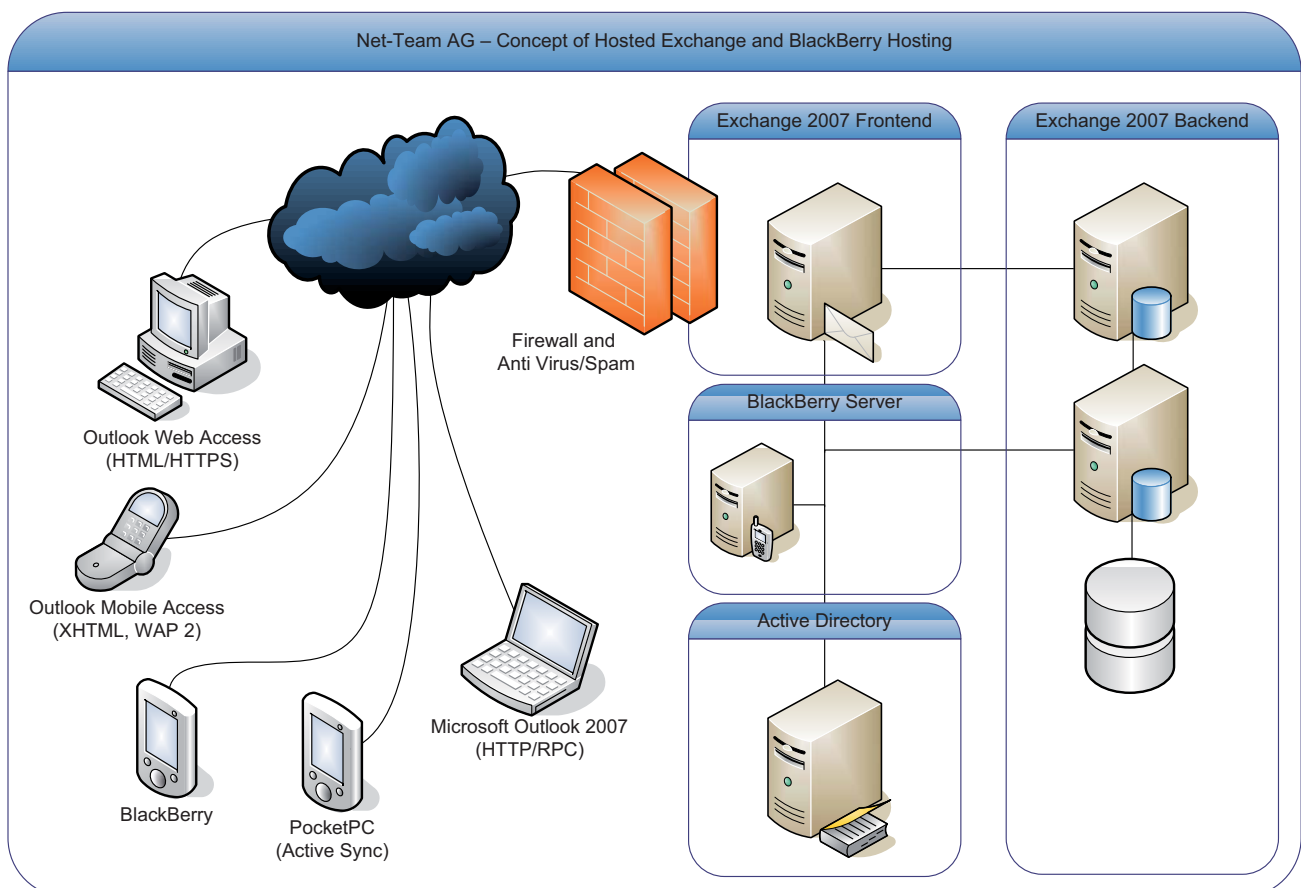 Net-Team AG – Concept of Hosted Exchange and BlackBerry Hosting
Exchange 2007 Frontend
Exchange 2007 Backend
Firewall and
Anti Virus/Spam
BlackBerry Server
Outlook Web Access
(HTML/HTTPS)
Outlook Mobile Access
(XHTML, WAP 2)
Active Directory
Microsoft Outlook 2007
(HTTP/RPC)
BlackBerry
PocketPC
(Active Sync)